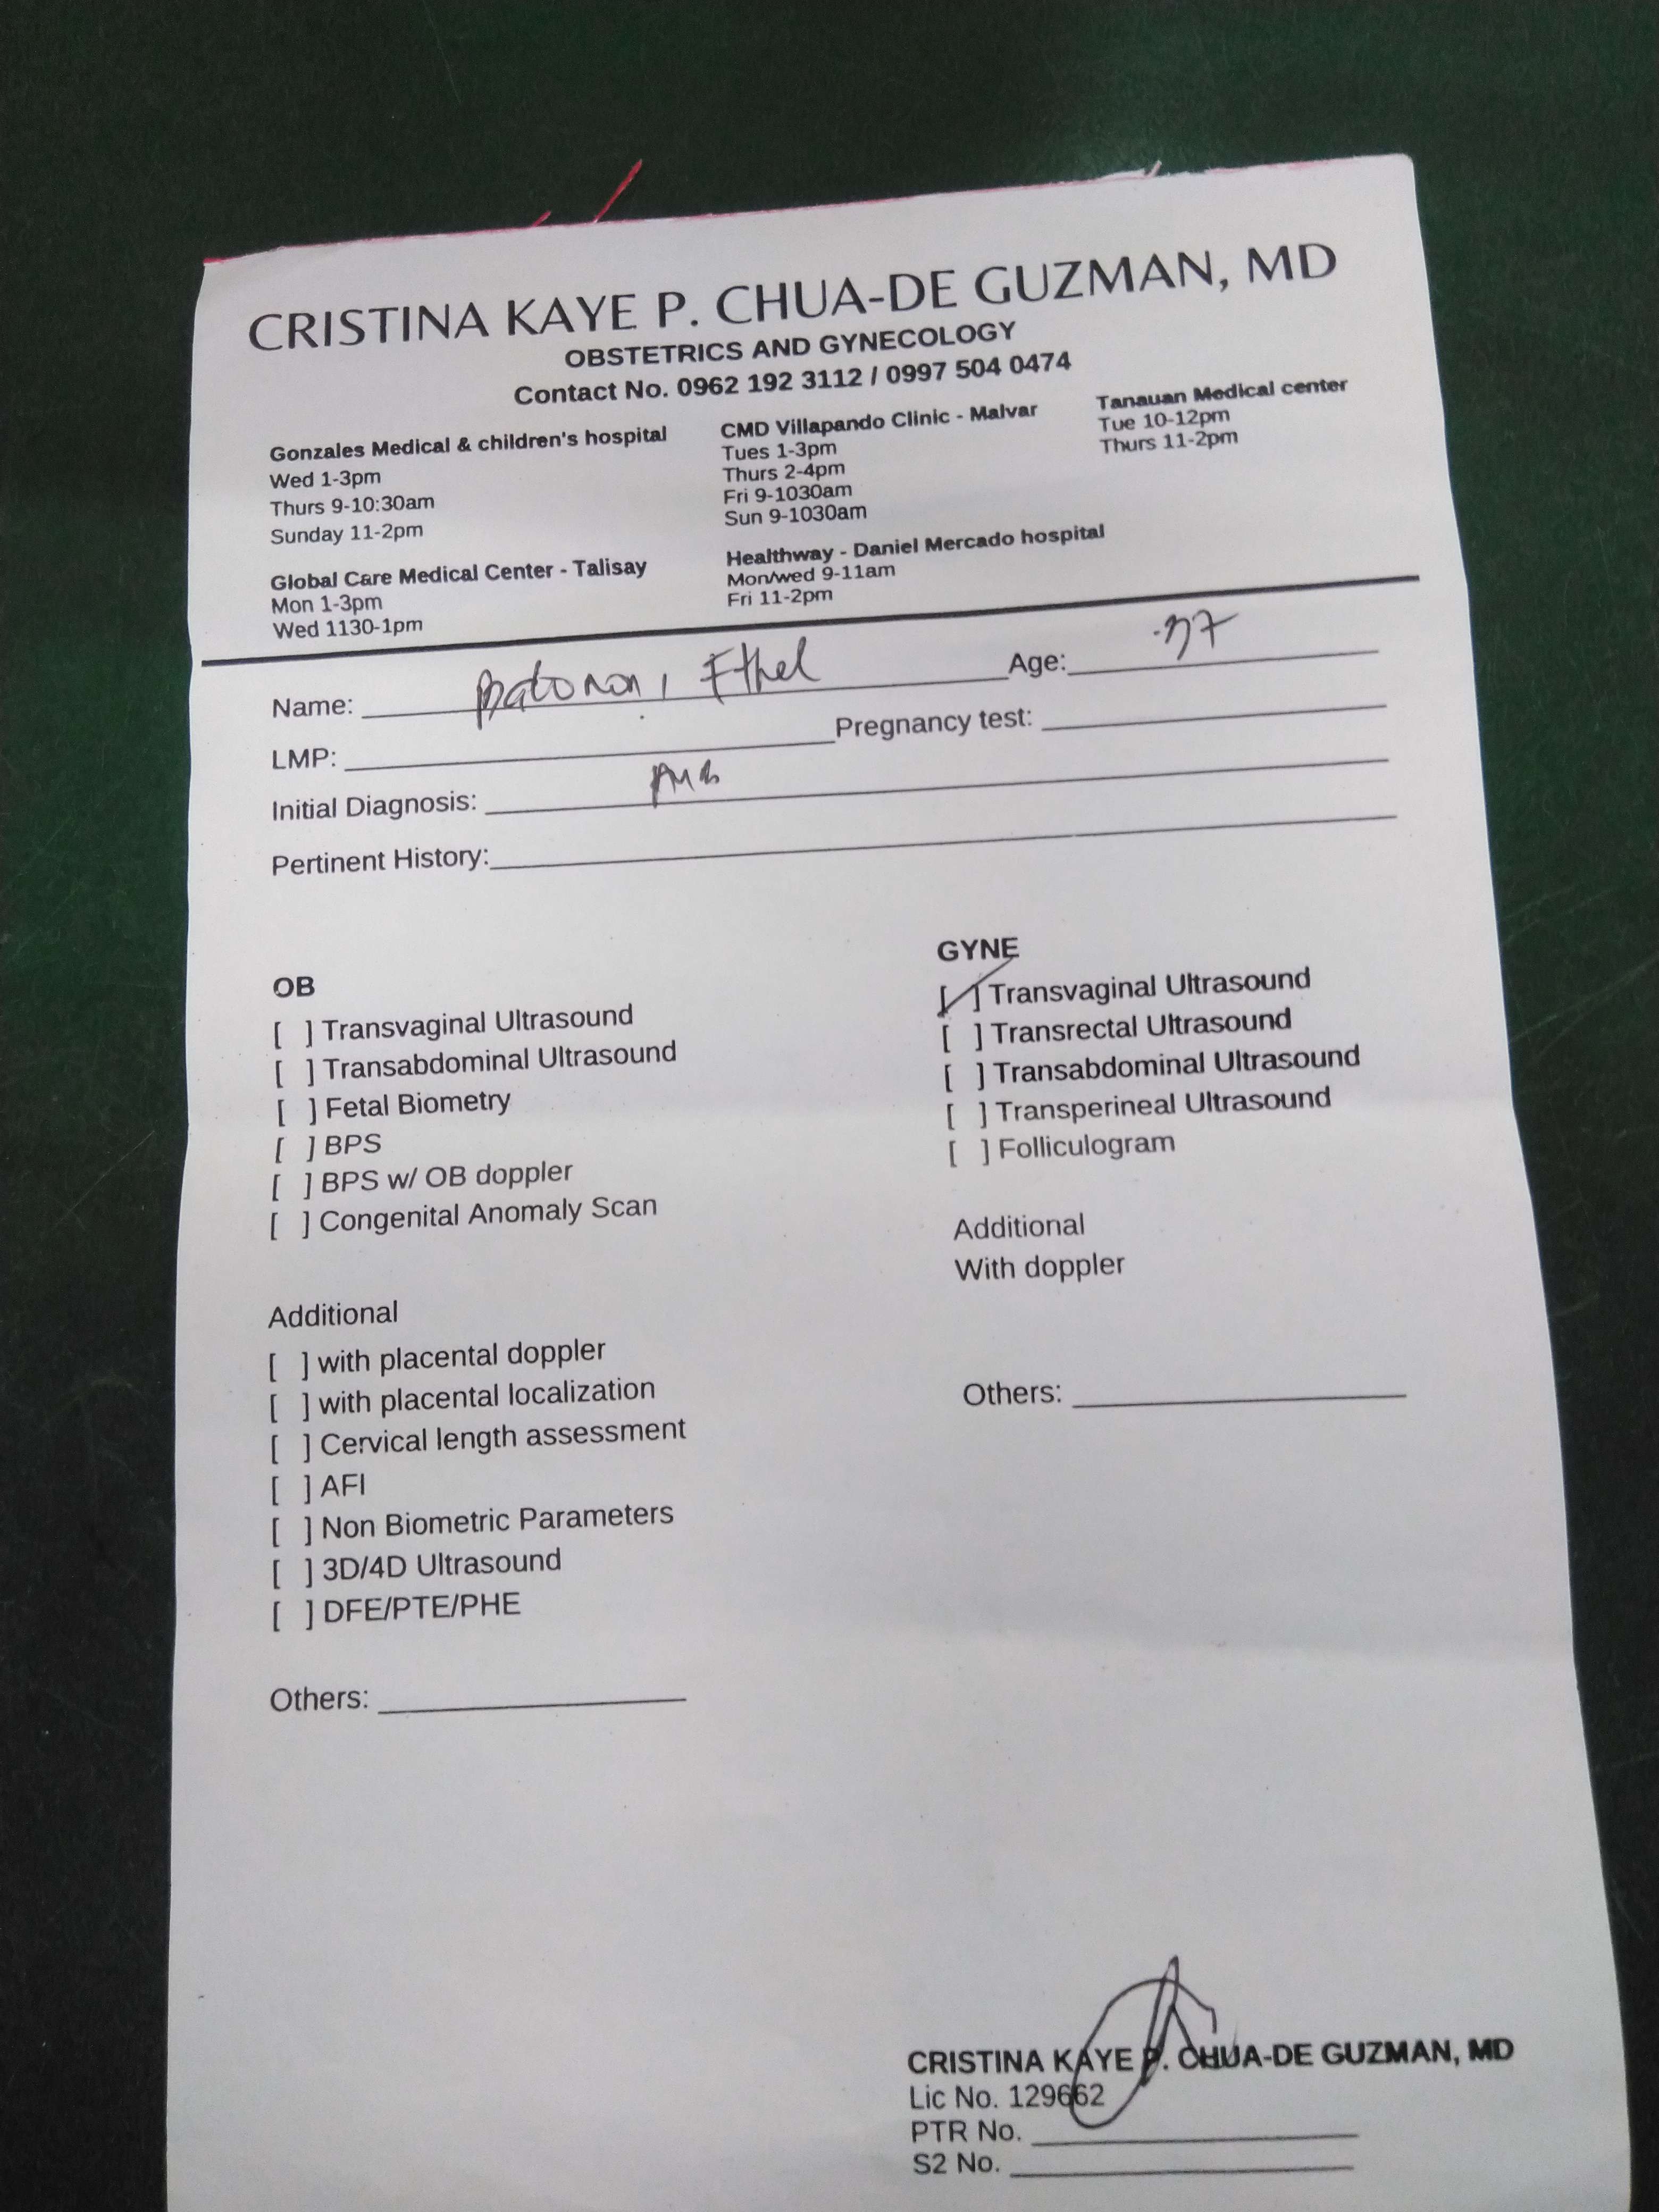 CRISTINA KAYE P. CHUA-DE GUZMAN, MD
OBSTETRICS AND GYNECOLOGY
Contact No. 0962 192 3112 / 0997 504 0474
Gonzales Medical & children's hospital
Wed 1-3pm
Thurs 9-10:30am
Sunday 11-2pm
CMD Villapando Clinic - Malvar
Tues 1-3pm
Thurs 2-4pm
Fri 9-1030am
Sun 9-1030am
Tanauan Medical center
Tue 10-12pm
Thurs 11-2pm
Global Care Medical Center - Talisay
Mon 1-3pm
Wed 1130-1pm
Healthway - Daniel Mercado hospital
Mon/wed 9-11am
Fri 11-2pm
Name: Ethel Age:
LMP: Pregnancy test:
Initial Diagnosis: AUB
Pertinent History:
OB
[ ] Transvaginal Ultrasound
[ ] Transabdominal Ultrasound
[ ] Fetal Biometry
[ ] BPS
[ ] BPS w/ OB doppler
[ ] Congenital Anomaly Scan
Additional
[ ] with placental doppler
[ ] with placental localization
[ ] Cervical length assessment
[ ] AFI
[ ] Non Biometric Parameters
[ ] 3D/4D Ultrasound
[ ] DFE/PTE/PHE
Others:
GYNE
[✓] Transvaginal Ultrasound
[ ] Transrectal Ultrasound
[ ] Transabdominal Ultrasound
[ ] Transperineal Ultrasound
[ ] Folliculogram
Additional
With doppler
Others:
CRISTINA KAYE P. CHUA-DE GUZMAN, MD
Lic No. 129662
PTR No.
S2 No.